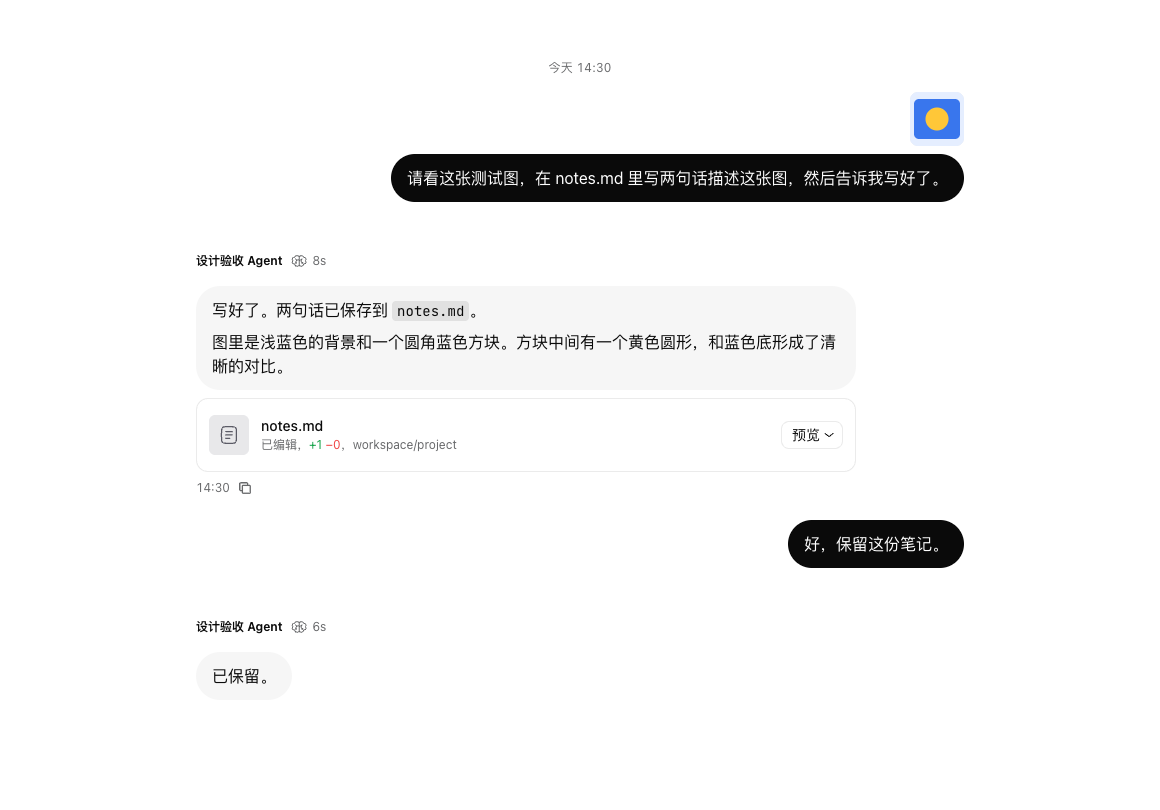 今天 14:30
请看这张测试图，在 notes.md 里写两句话描述这张图，然后告诉我写好了。
设计验收 Agent 8s
写好了。两句话已保存到 notes.md。
图里是浅蓝色的背景和一个圆角蓝色方块。方块中间有一个黄色圆形，和蓝色底形成了清
晰的对比。
notes.md
已编辑，+1 −0，workspace/project
预览
14:30
好，保留这份笔记。
设计验收 Agent 6s
已保留。